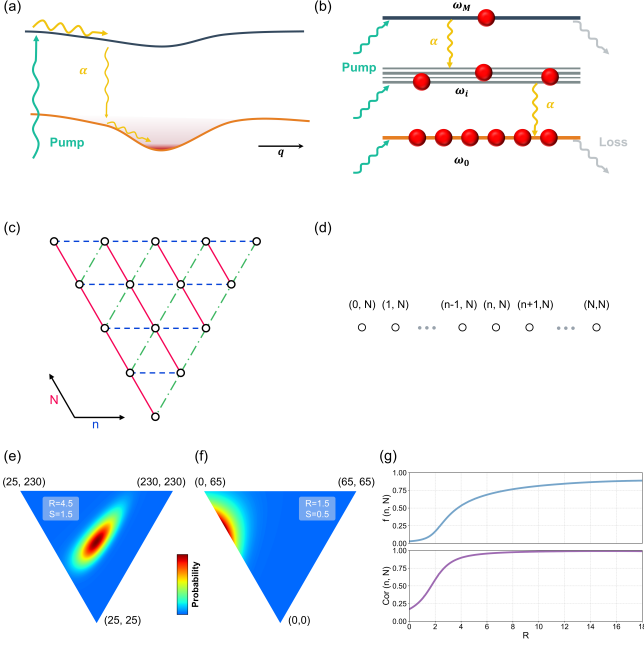 (a)
α
Pump
q
(b)
ω_M
α
Pump
ω_i
α
ω_0
Loss
(c)
N
n
(d)
(0, N) (1, N) (n-1, N) (n, N) (n+1,N) (N,N)
(e)
(25, 230) (230, 230)
R=4.5
S=1.5
(25, 25)
Probability
(f)
(0, 65) (65, 65)
R=1.5
S=0.5
(0,0)
(g)
1.00
0.75
0.50
0.25
0.00
f (n, N)
1.00
0.75
0.50
0.25
0.00
Cor (n, N)
0 2 4 6 8 10 12 14 16 18
R